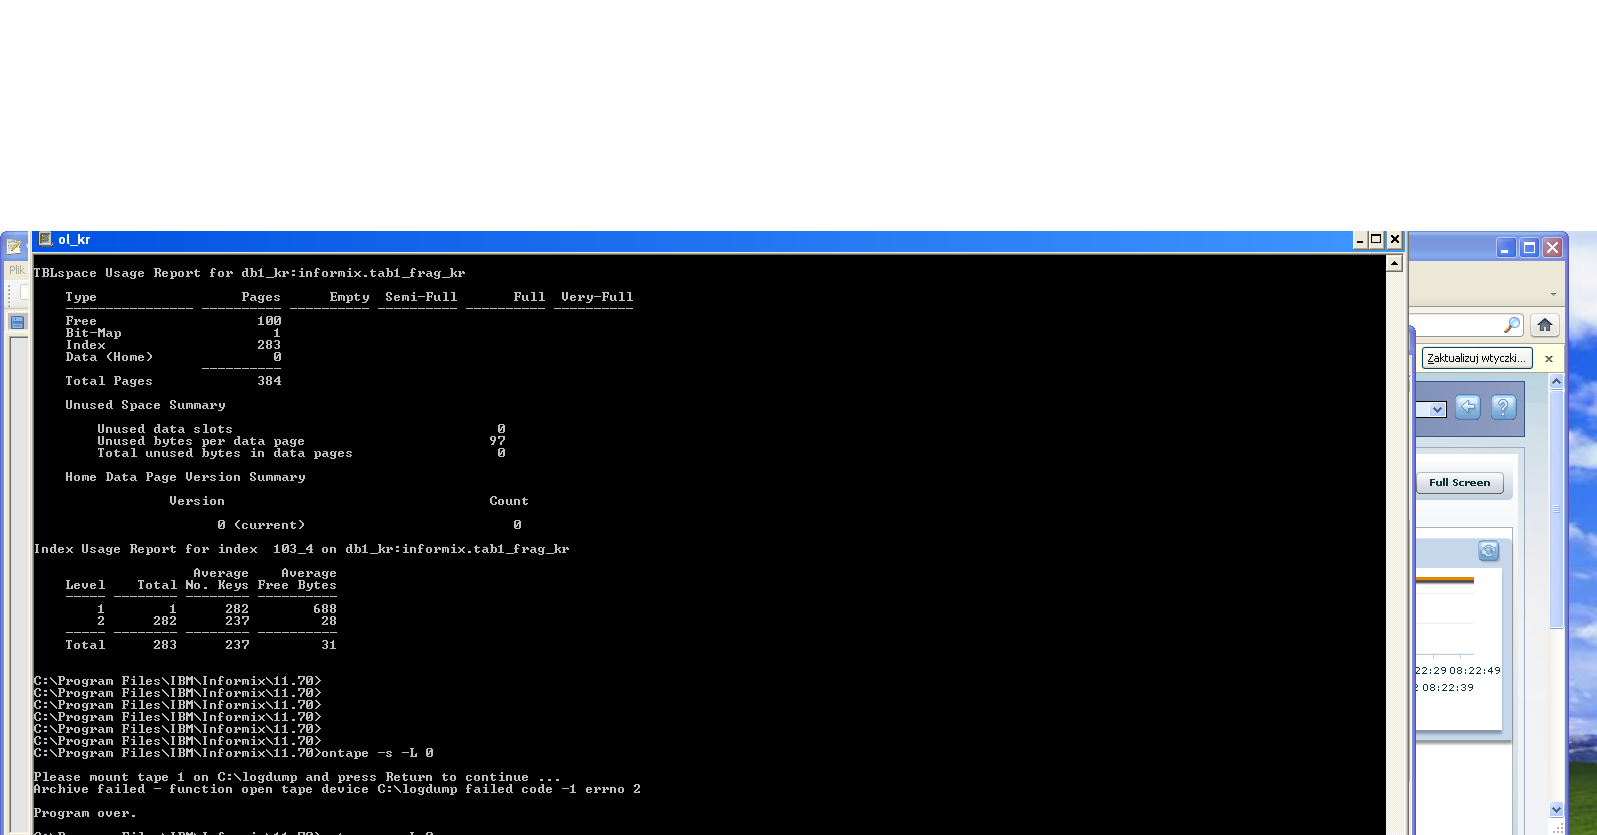 ol_kr
Plik
TBLspace Usage Report for db1_kr:informix.tab1_frag_kr
Type Pages Empty Semi-Full Full Very-Full
Free 100
Bit-Map 1
Index 283
Data (Home) 0
Total Pages 384
Unused Space Summary
Unused data slots 0
Unused bytes per data page 97
Total unused bytes in data pages 0
Home Data Page Version Summary
Version Count
0 (current) 0
Index Usage Report for index 103_4 on db1_kr:informix.tab1_frag_kr
Average Average
Level Total No. Keys Free Bytes
1 1 282 688
2 282 237 28
Total 283 237 31
C:\Program Files\IBM\Informix\11.70>
C:\Program Files\IBM\Informix\11.70>
C:\Program Files\IBM\Informix\11.70>
C:\Program Files\IBM\Informix\11.70>
C:\Program Files\IBM\Informix\11.70>
C:\Program Files\IBM\Informix\11.70>
C:\Program Files\IBM\Informix\11.70>ontape -s -L 0
Please mount tape 1 on C:\logdump and press Return to continue ...
Archive failed - function open tape device C:\logdump failed code -1 errno 2
Program over.
Zaktualizuj wtyczki...
Full Screen
22:29 08:22:49
2 08:22:39